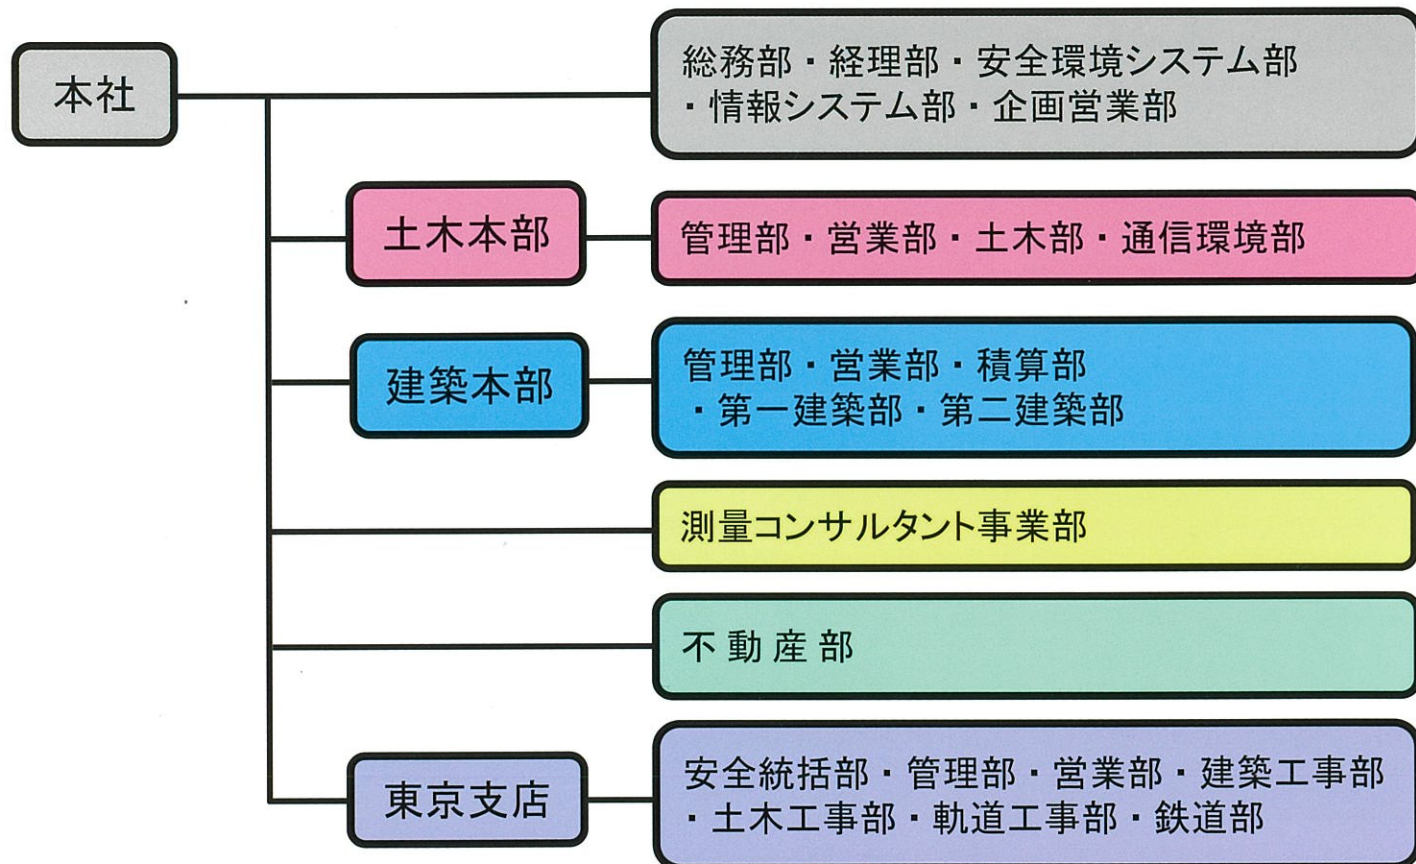 本社
総務部・経理部・安全環境システム部
・情報システム部・企画営業部
土木本部
管理部・営業部・土木部・通信環境部
建築本部
管理部・営業部・積算部
・第一建築部・第二建築部
測量コンサルタント事業部
不動産部
東京支店
安全統括部・管理部・営業部・建築工事部
・土木工事部・軌道工事部・鉄道部